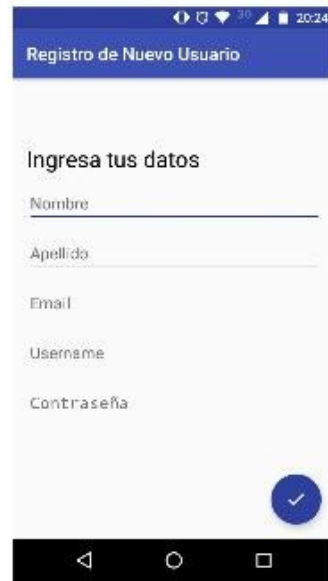 20:24
Registro de Nuevo Usuario
Ingresa tus datos
Nombre
Apellido
Email
Username
Contraseña